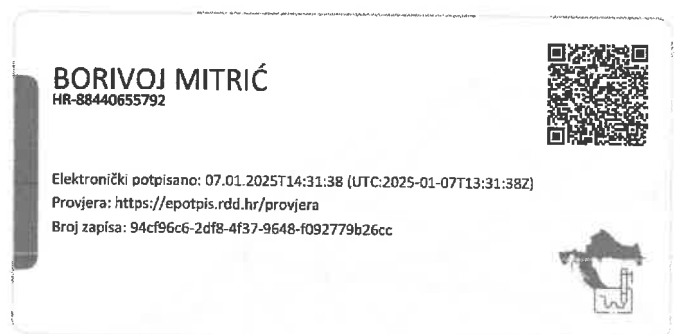 BORIVOJ MITRIĆ
HR-88440655792
Elektronički potpisano: 07.01.2025T14:31:38 (UTC:2025-01-07T13:31:38Z)
Provjera: https://epotpis.rdd.hr/provjera
Broj zapisa: 94cf96c6-2df8-4f37-9648-f092779b26cc